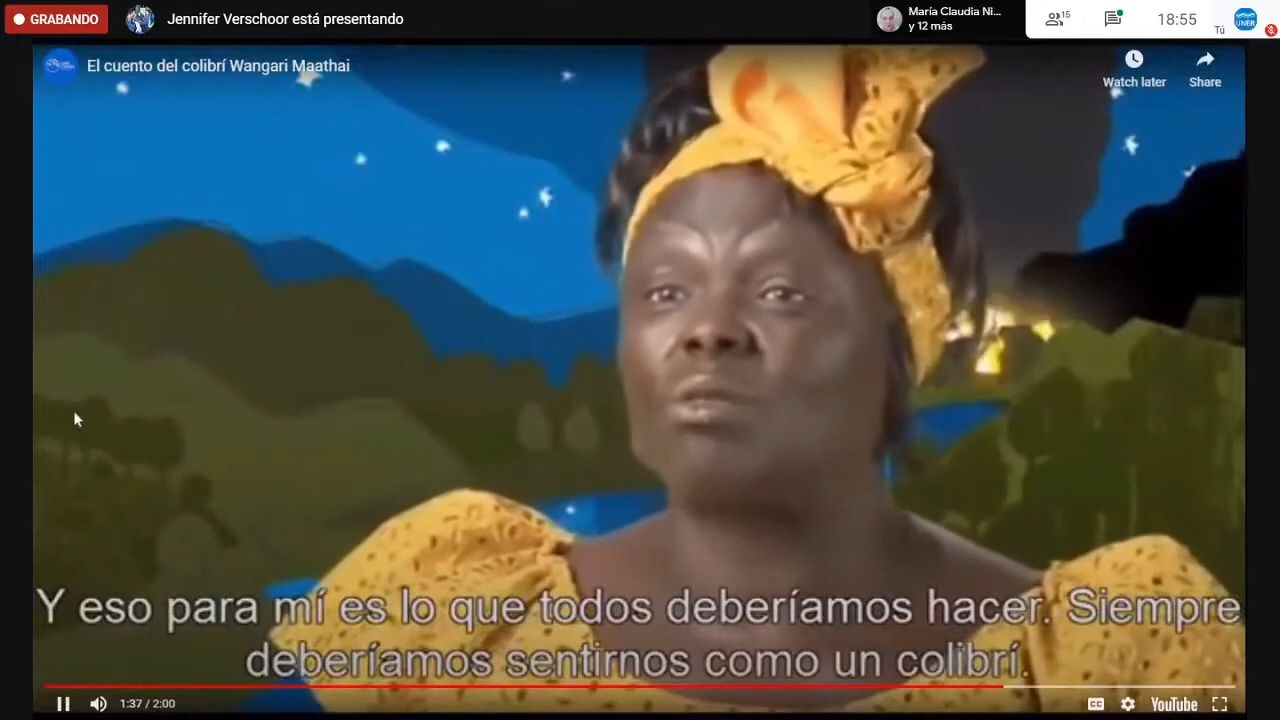 GRABANDO
Jennifer Verschoor está presentando
María Claudia Ni...
y 12 más
15
18:55
Tú
UNER
El cuento del colibrí Wangari Maathai
Watch later
Share
Y eso para mí es lo que todos deberíamos hacer. Siempre
deberíamos sentirnos como un colibrí.
1:37 / 2:00
CC
YouTube